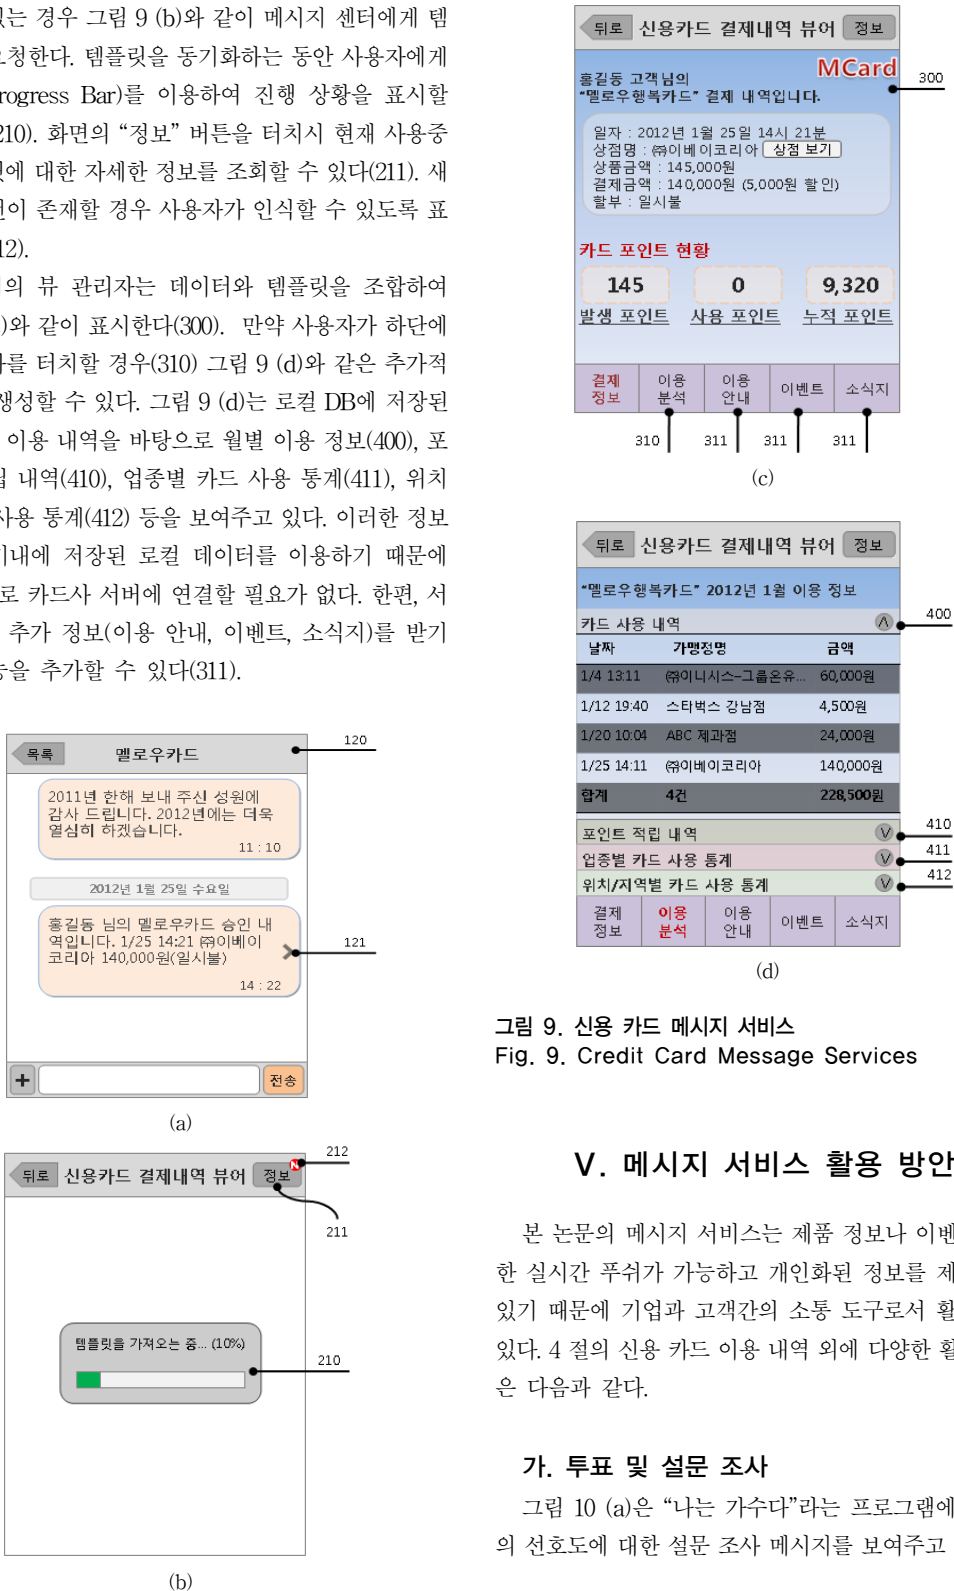 있는 경우 그림 9 (b)와 같이 메시지 센터에게 템
요청한다. 템플릿을 동기화하는 동안 사용자에게
rogress Bar)를 이용하여 진행 상황을 표시할
210). 화면의 “정보” 버튼을 터치시 현재 사용중
에 대한 자세한 정보를 조회할 수 있다(211). 새
이 존재할 경우 사용자가 인식할 수 있도록 표
12).
의 뷰 관리자는 데이터와 템플릿을 조합하여
)와 같이 표시한다(300). 만약 사용자가 하단에
를 터치할 경우(310) 그림 9 (d)와 같은 추가적
생성할 수 있다. 그림 9 (d)는 로컬 DB에 저장된
이용 내역을 바탕으로 월별 이용 정보(400), 포
립 내역(410), 업종별 카드 사용 통계(411), 위치
사용 통계(412) 등을 보여주고 있다. 이러한 정보
기내에 저장된 로컬 데이터를 이용하기 때문에
로 카드사 서버에 연결할 필요가 없다. 한편, 서
추가 정보(이용 안내, 이벤트, 소식지)를 받기
능을 추가할 수 있다(311).
목록 멜로우카드 120
2011년 한해 보내 주신 성원에
감사 드립니다. 2012년에는 더욱
열심히 하겠습니다.
11 : 10
2012년 1월 25일 수요일
홍길동 님의 멜로우카드 승인 내
역입니다. 1/25 14:21 ㈜이베이
코리아 140,000원(일시불)
121
14 : 22
+ 전송
(a)
212
뒤로 신용카드 결제내역 뷰어 정보 N
211
템플릿을 가져오는 중... (10%)
210
(b)
뒤로 신용카드 결제내역 뷰어 정보
MCard 300
홍길동 고객님의
“멜로우행복카드” 결제 내역입니다.
일자 : 2012년 1월 25일 14시 21분
상점명 : ㈜이베이코리아 상점 보기
상품금액 : 145,000원
결제금액 : 140,000원 (5,000원 할인)
할부 : 일시불
카드 포인트 현황
145 0 9,320
발생 포인트 사용 포인트 누적 포인트
결제 정보 이용 분석 이용 안내 이벤트 소식지
310 311 311 311
(c)
뒤로 신용카드 결제내역 뷰어 정보
“멜로우행복카드” 2012년 1월 이용 정보
카드 사용 내역 400
날짜 가맹정명 금액
1/4 13:11 ㈜이니시스-그룹온유... 60,000원
1/12 19:40 스타벅스 강남점 4,500원
1/20 10:04 ABC 제과점 24,000원
1/25 14:11 ㈜이베이코리아 140,000원
합계 4건 228,500원
포인트 적립 내역 410
업종별 카드 사용 통계 411
위치/지역별 카드 사용 통계 412
결제 정보 이용 분석 이용 안내 이벤트 소식지
(d)
그림 9. 신용 카드 메시지 서비스
Fig. 9. Credit Card Message Services
V. 메시지 서비스 활용 방안
본 논문의 메시지 서비스는 제품 정보나 이벤
한 실시간 푸쉬가 가능하고 개인화된 정보를 제
있기 때문에 기업과 고객간의 소통 도구로서 활
있다. 4 절의 신용 카드 이용 내역 외에 다양한 활
은 다음과 같다.
가. 투표 및 설문 조사
그림 10 (a)은 “나는 가수다”라는 프로그램에
의 선호도에 대한 설문 조사 메시지를 보여주고